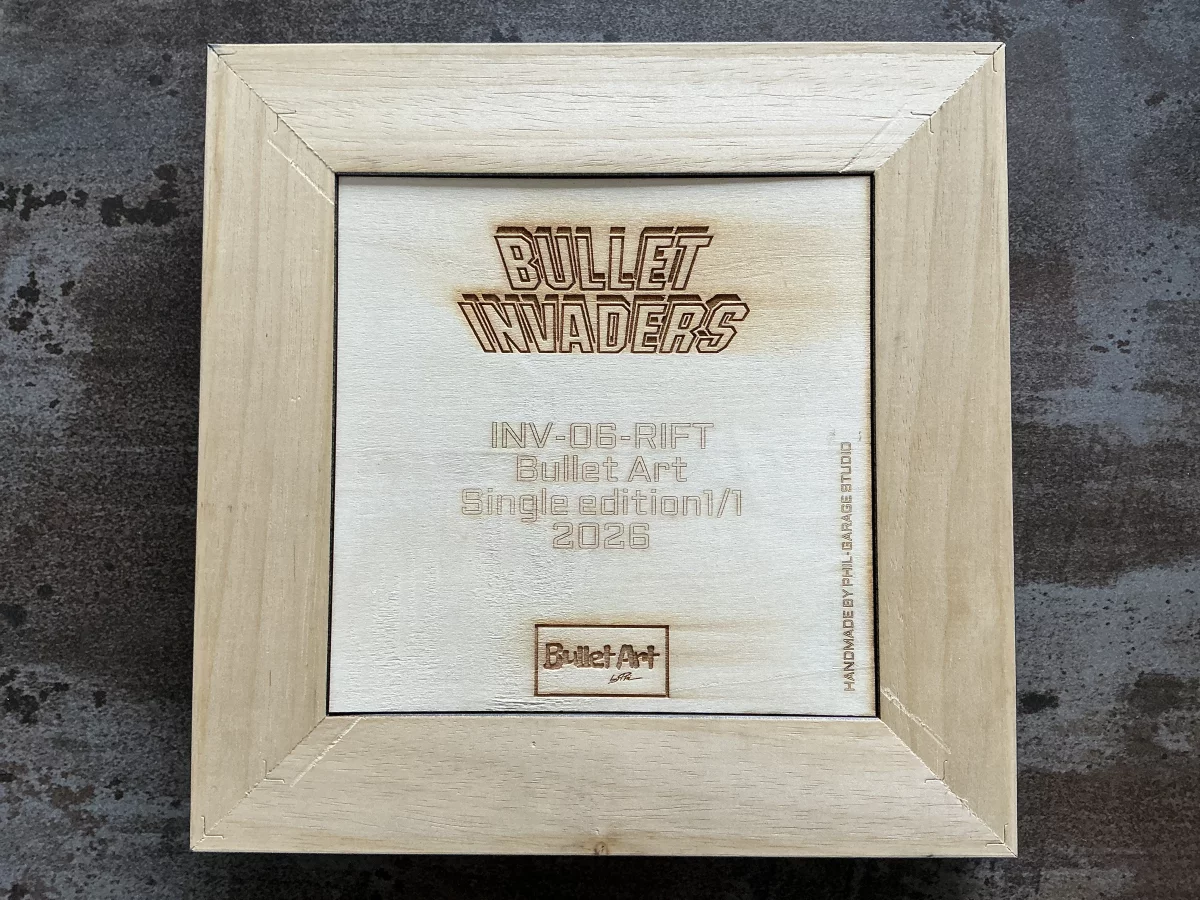 BULLET
INVADERS
INV-06-RIFT
Bullet Art
Single edition1/1
2026
Bullet Art
HANDMADE BY PHIL-GARAGE STUDIO